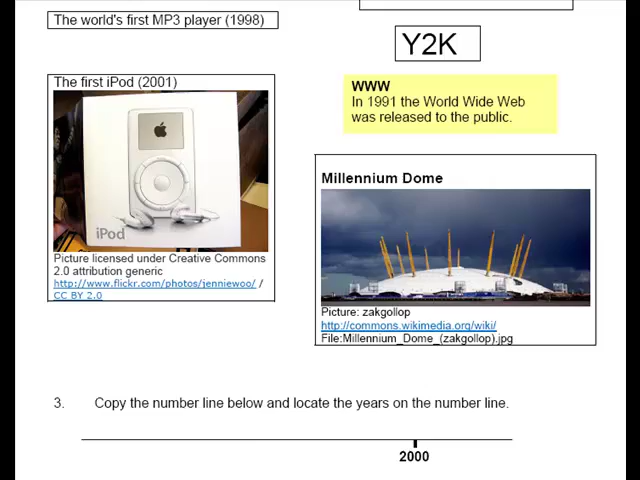 The world's first MP3 player (1998)
Y2K
The first iPod (2001)
iPod
Picture licensed under Creative Commons
2.0 attribution generic
http://www.flickr.com/photos/jenniewoo/ /
CC BY 2.0
WWW
In 1991 the World Wide Web
was released to the public.
Millennium Dome
Picture: zakgollop
http://commons.wikimedia.org/wiki/
File:Millennium_Dome_(zakgollop).jpg
3. Copy the number line below and locate the years on the number line.
2000